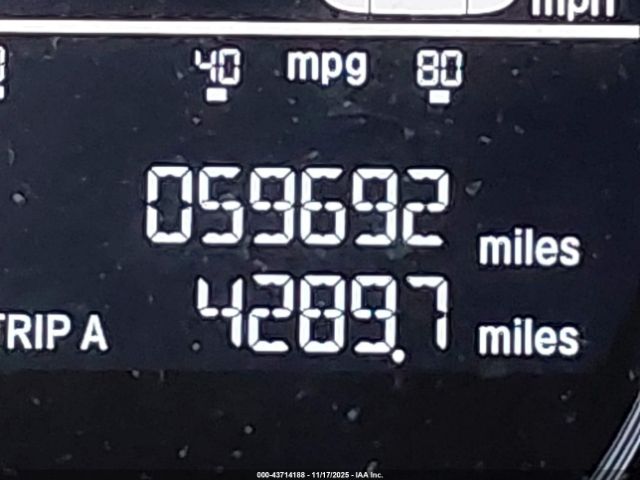 mph
40 mpg 80
059692 miles
TRIP A 4289.7 miles
000-43714188 - 11/17/2025 - IAA Inc.